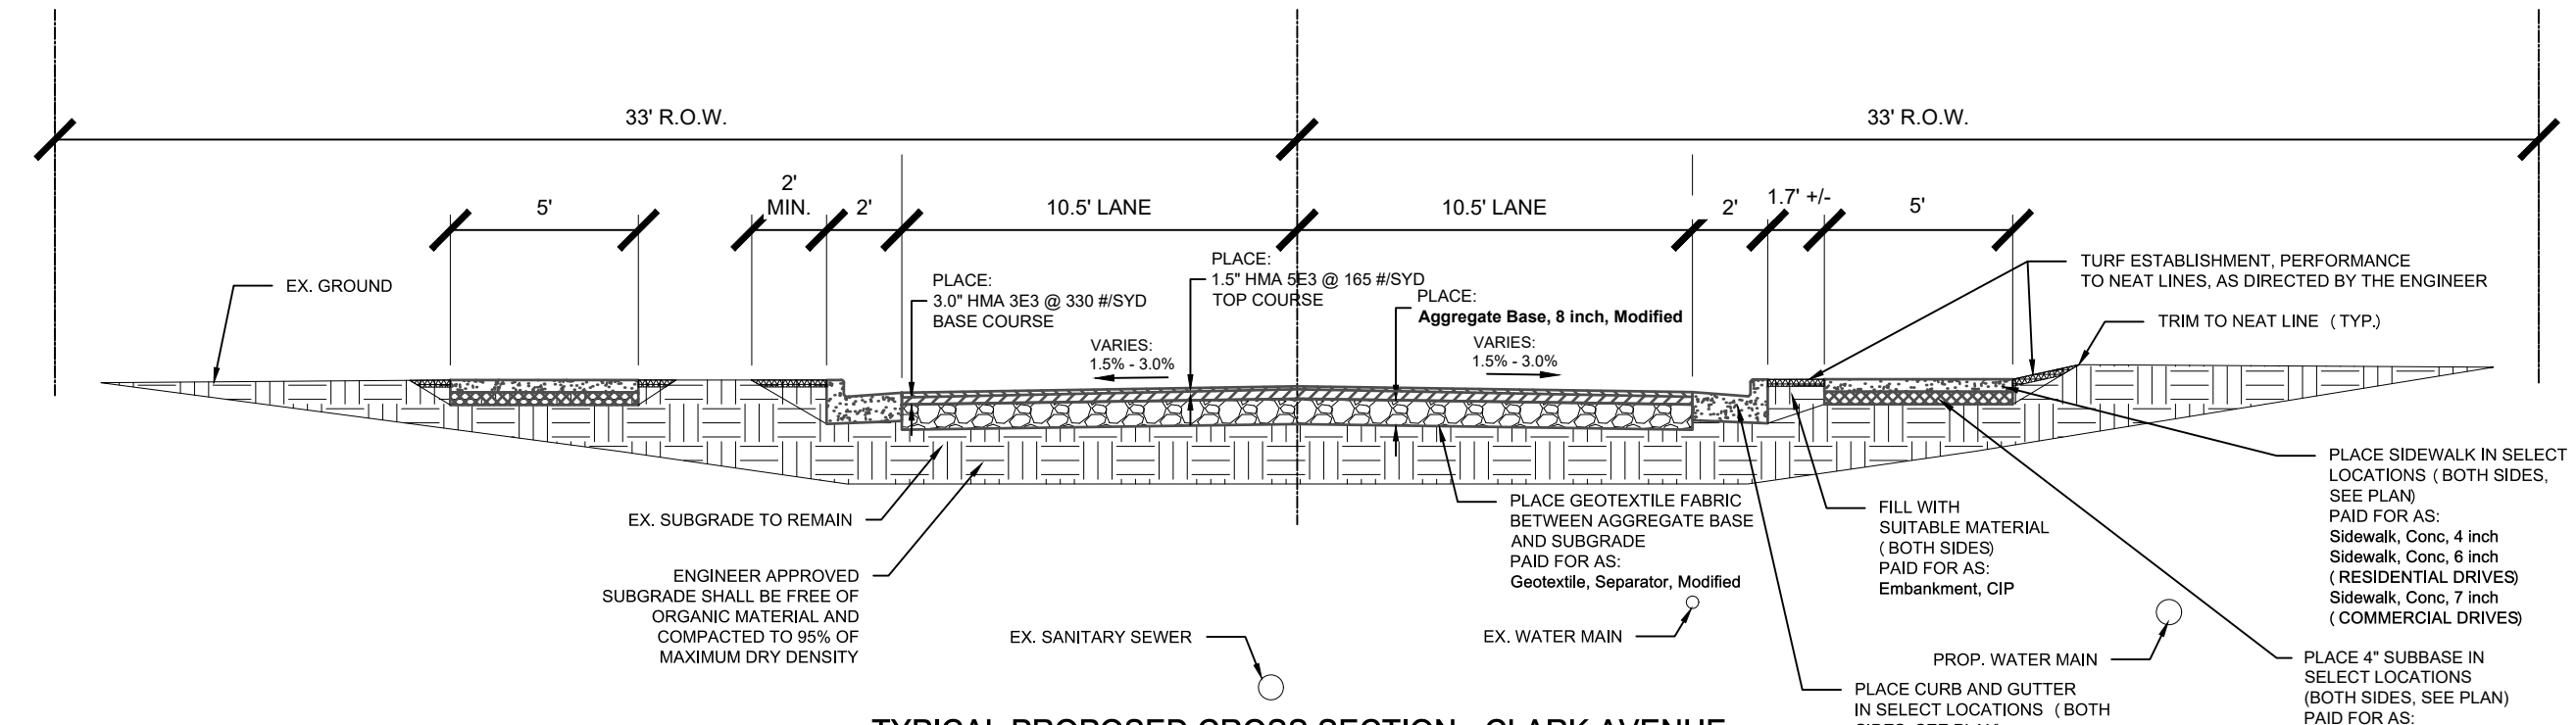 33' R.O.W.
33' R.O.W.
5'
2'
MIN.
2'
10.5' LANE
10.5' LANE
2'
1.7' +/-
5'
EX. GROUND
PLACE:
3.0" HMA 3E3 @ 330 #/SYD
BASE COURSE
PLACE:
1.5" HMA 5E3 @ 165 #/SYD
TOP COURSE
PLACE:
Aggregate Base, 8 inch, Modified
VARIES:
1.5% - 3.0%
VARIES:
1.5% - 3.0%
TURF ESTABLISHMENT, PERFORMANCE
TO NEAT LINES, AS DIRECTED BY THE ENGINEER
TRIM TO NEAT LINE (TYP.)
EX. SUBGRADE TO REMAIN
ENGINEER APPROVED
SUBGRADE SHALL BE FREE OF
ORGANIC MATERIAL AND
COMPACTED TO 95% OF
MAXIMUM DRY DENSITY
PLACE GEOTEXTILE FABRIC
BETWEEN AGGREGATE BASE
AND SUBGRADE
PAID FOR AS:
Geotextile, Separator, Modified
FILL WITH
SUITABLE MATERIAL
(BOTH SIDES)
PAID FOR AS:
Embankment, CIP
PLACE SIDEWALK IN SELECT
LOCATIONS (BOTH SIDES,
SEE PLAN)
PAID FOR AS:
Sidewalk, Conc, 4 inch
Sidewalk, Conc, 6 inch
(RESIDENTIAL DRIVES)
Sidewalk, Conc, 7 inch
(COMMERCIAL DRIVES)
EX. SANITARY SEWER
EX. WATER MAIN
PROP. WATER MAIN
PLACE CURB AND GUTTER
IN SELECT LOCATIONS (BOTH
PLACE 4" SUBBASE IN
SELECT LOCATIONS
(BOTH SIDES, SEE PLAN)
PAID FOR AS:
TYPICAL PROPOSED CROSS SECTION - CLARK AVENUE